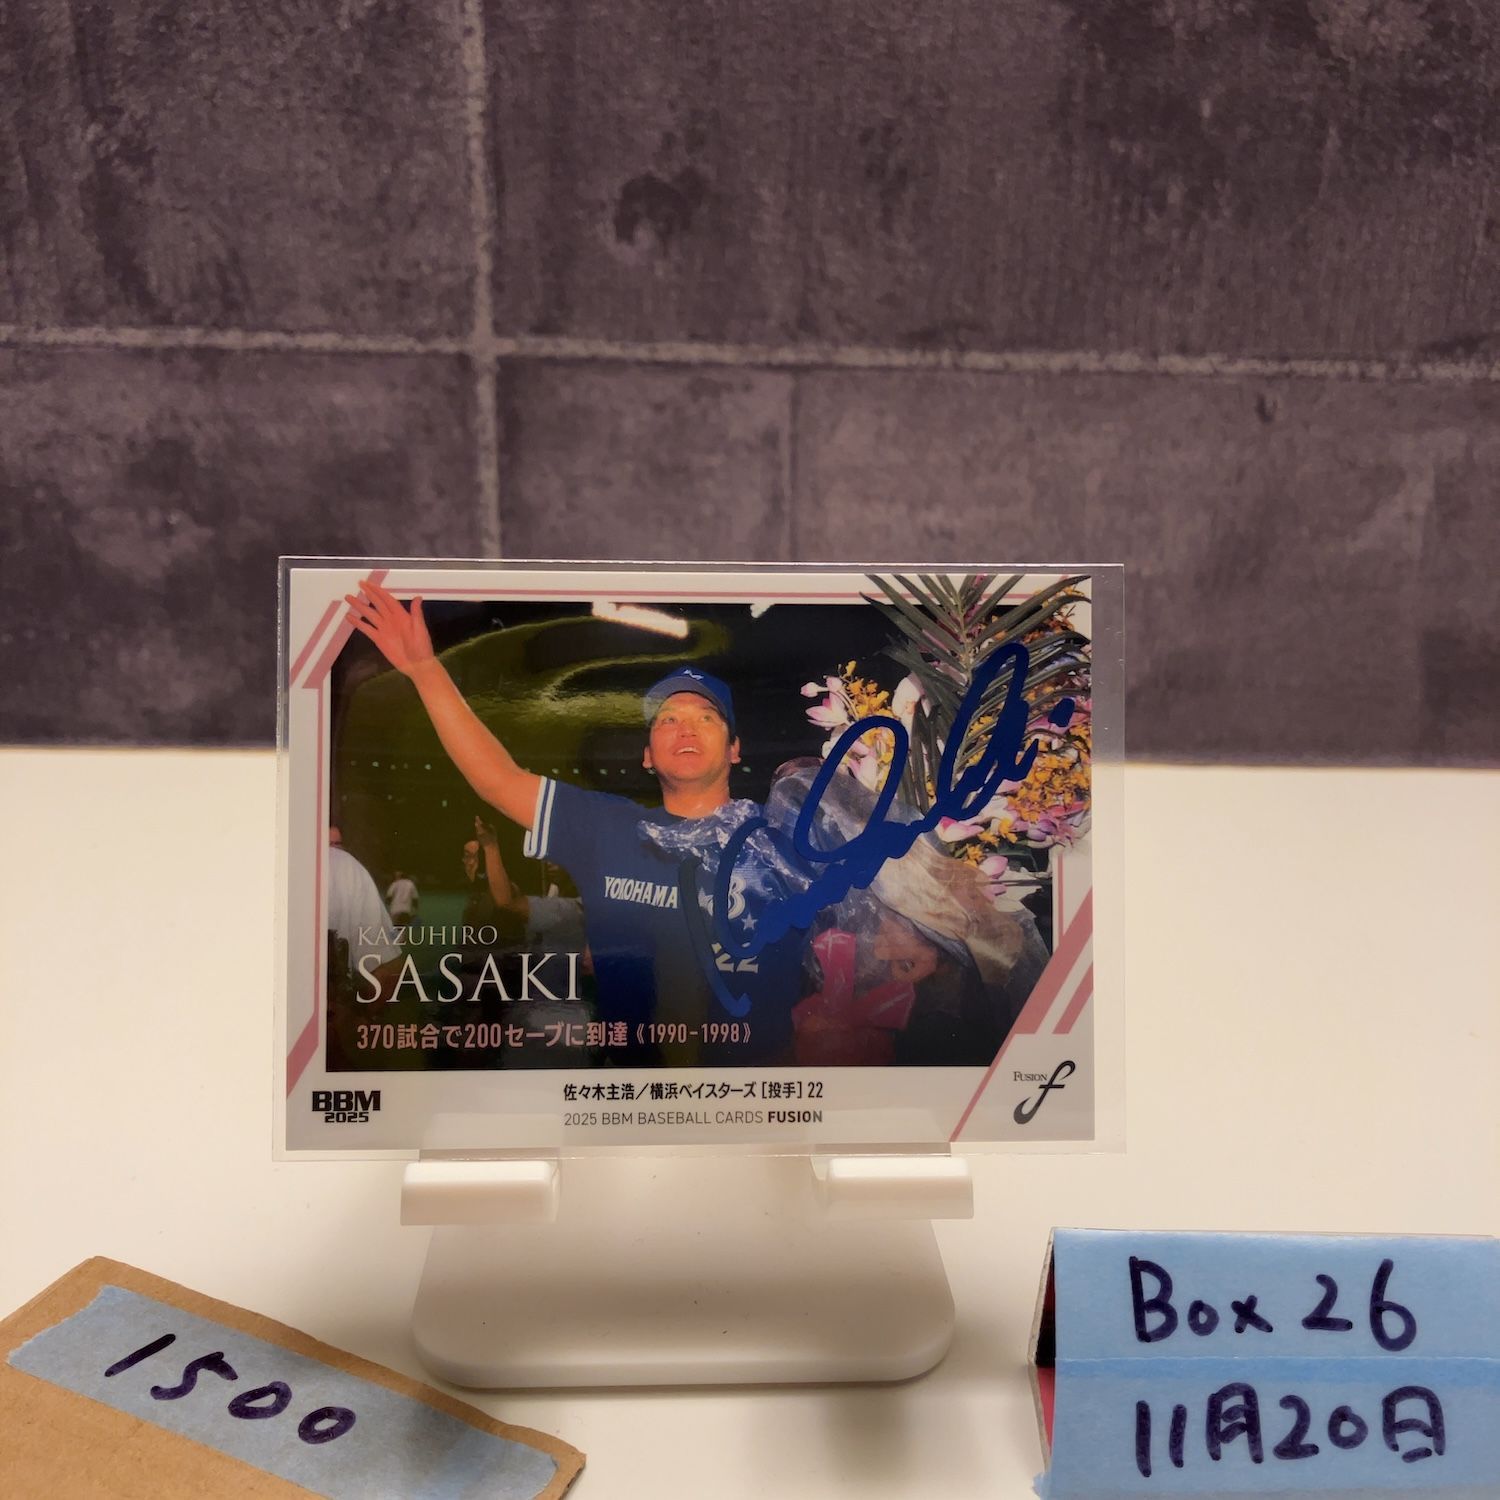 YOKOHAMA
22
KAZUHIRO
SASAKI
370試合で200セーブに到達《1990-1998》
佐々木主浩／横浜ベイスターズ［投手］22
BBM
2025
2025 BBM BASEBALL CARDS FUSION
FUSION
f
1500
Box 26
11月20日